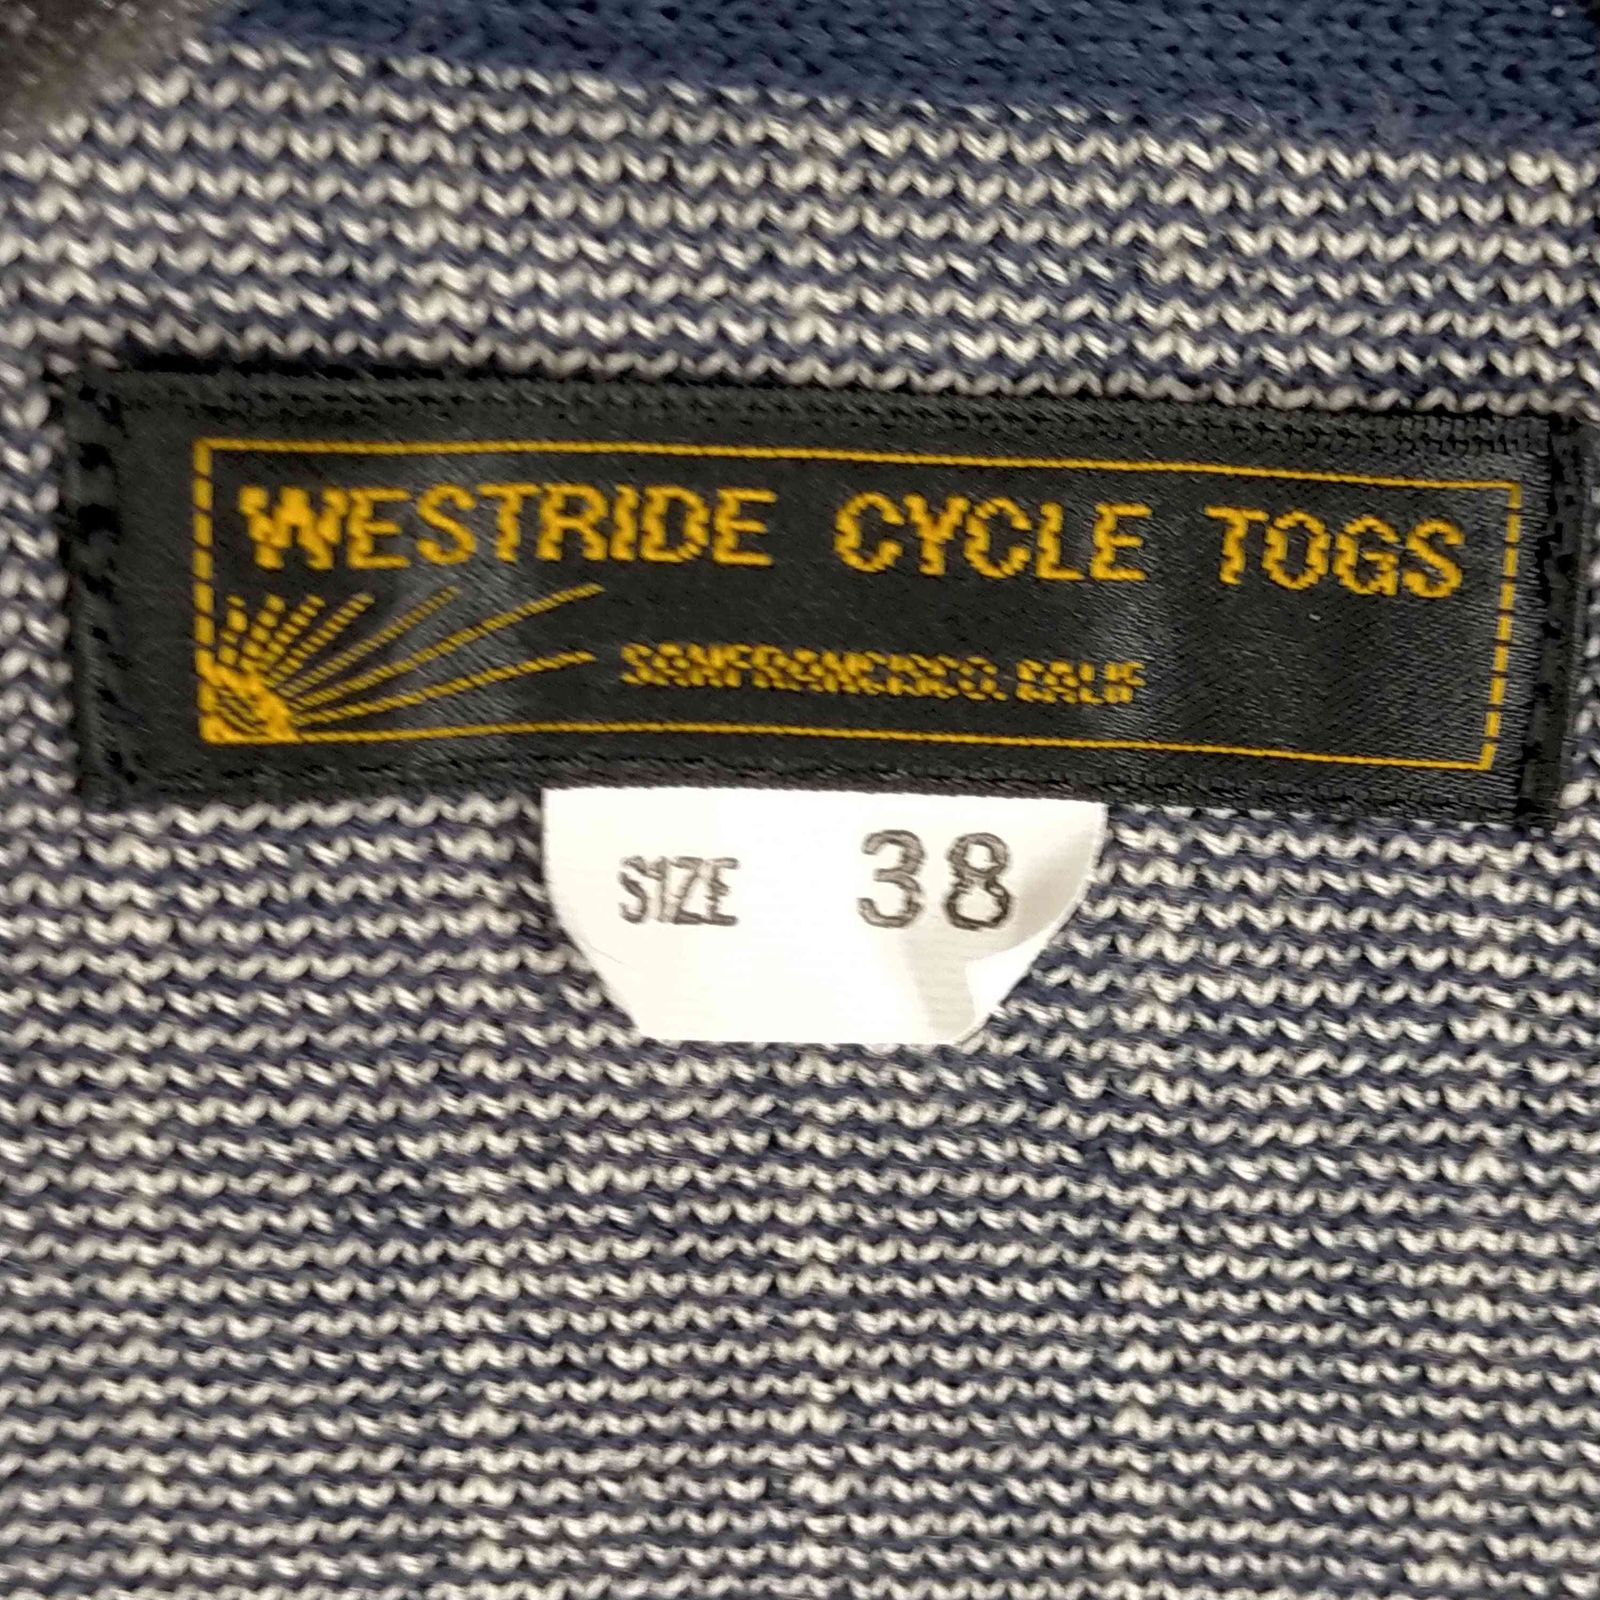 WESTRIDE CYCLE TOGS
SANFRANCISCO. CALIF
SIZE 38